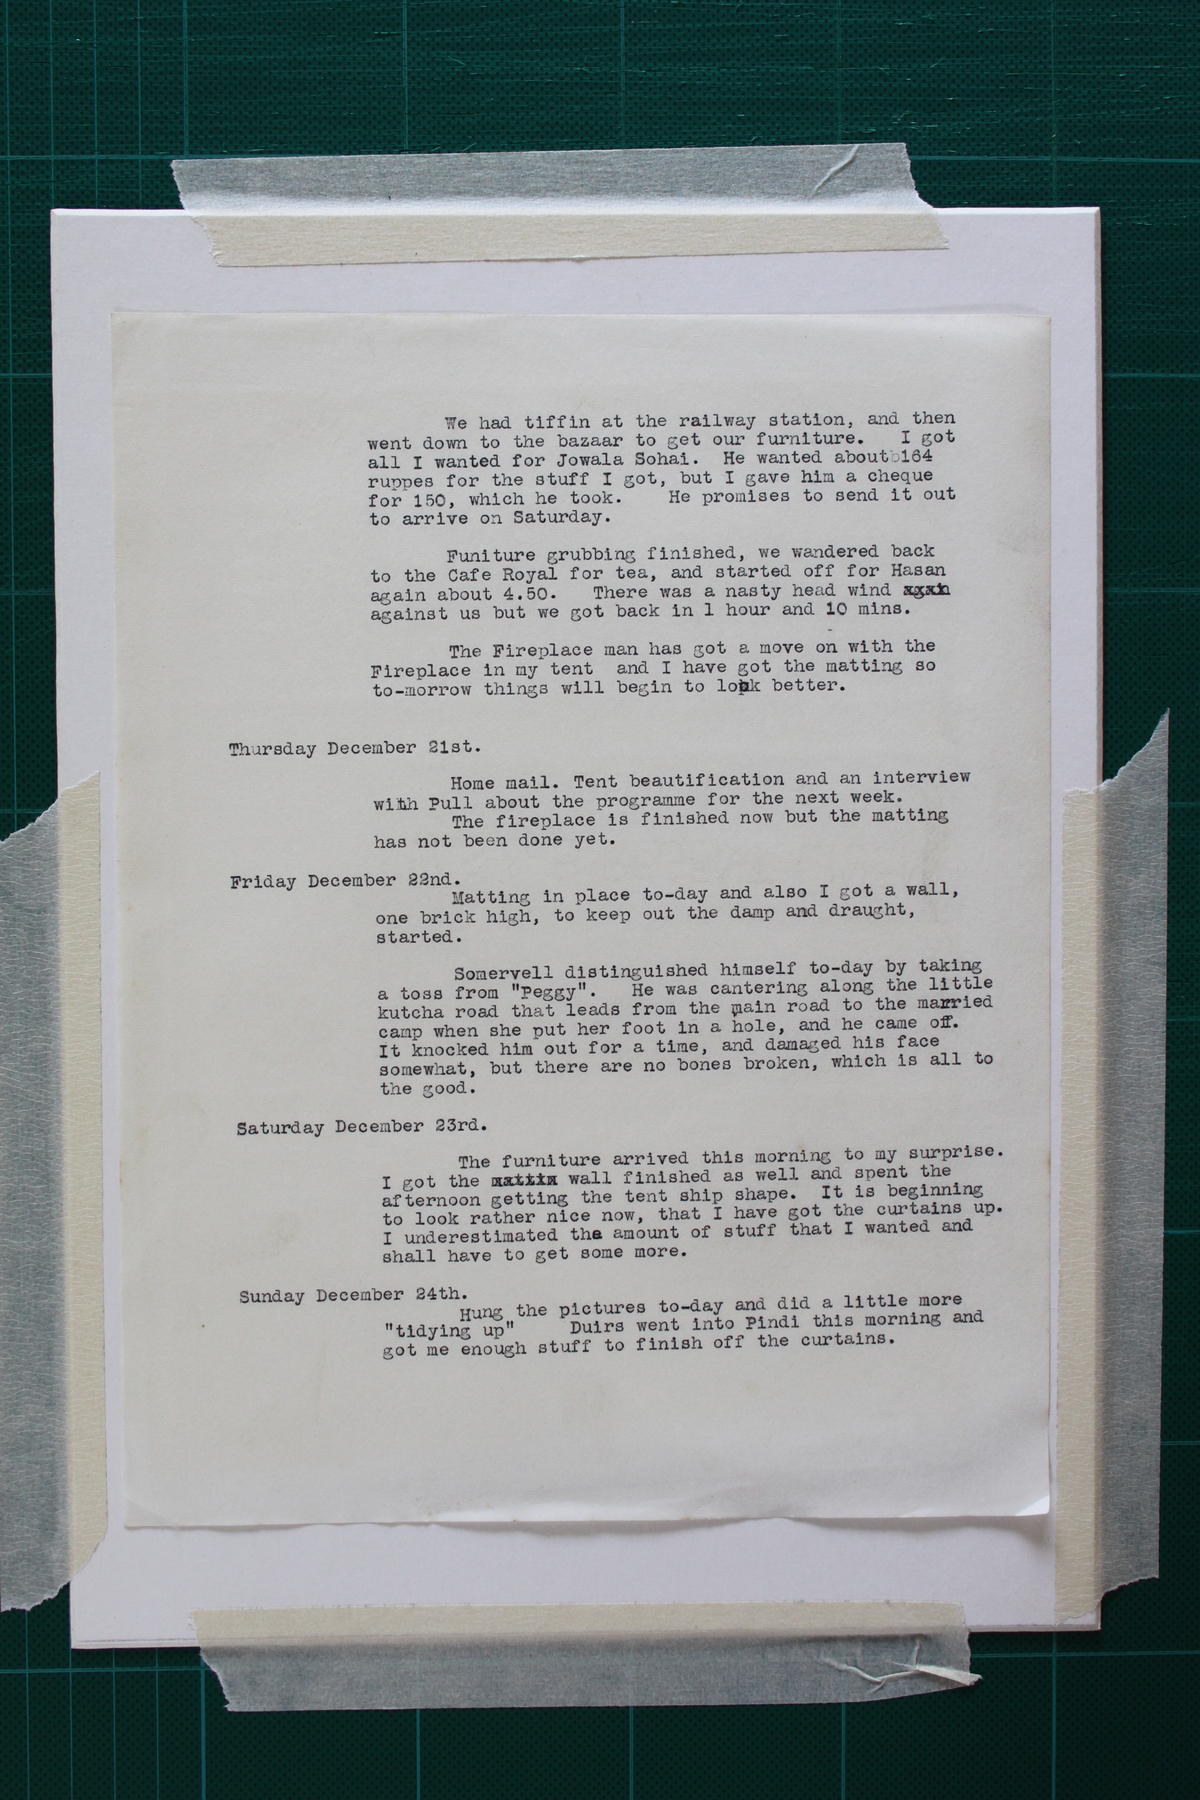 We had tiffin at the railway station, and then
went down to the bazaar to get our furniture. I got
all I wanted for Jowala Sohai. He wanted about 164
ruppes for the stuff I got, but I gave him a cheque
for 150, which he took. He promises to send it out
to arrive on Saturday.
Funiture grubbing finished, we wandered back
to the Cafe Royal for tea, and started off for Hasan
again about 4.50. There was a nasty head wind
against us but we got back in 1 hour and 10 mins.
The Fireplace man has got a move on with the
Fireplace in my tent and I have got the matting so
to-morrow things will begin to look better.
Thursday December 21st.
Home mail. Tent beautification and an interview
with Pull about the programme for the next week.
The fireplace is finished now but the matting
has not been done yet.
Friday December 22nd.
Matting in place to-day and also I got a wall,
one brick high, to keep out the damp and draught,
started.
Somervell distinguished himself to-day by taking
a toss from "Peggy". He was cantering along the little
kutcha road that leads from the main road to the married
camp when she put her foot in a hole, and he came off.
It knocked him out for a time, and damaged his face
somewhat, but there are no bones broken, which is all to
the good.
Saturday December 23rd.
The furniture arrived this morning to my surprise.
I got the wall finished as well and spent the
afternoon getting the tent ship shape. It is beginning
to look rather nice now, that I have got the curtains up.
I underestimated the amount of stuff that I wanted and
shall have to get some more.
Sunday December 24th.
Hung the pictures to-day and did a little more
"tidying up" Duirs went into Pindi this morning and
got me enough stuff to finish off the curtains.